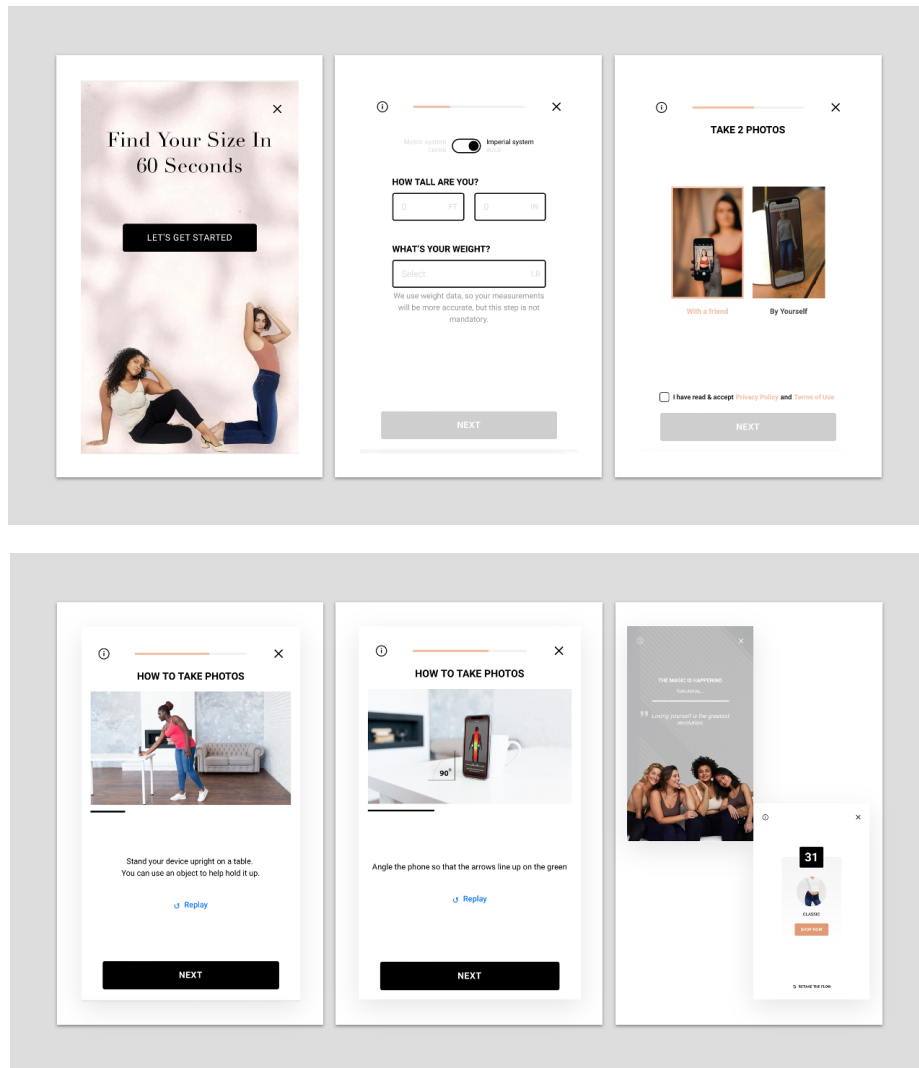 Find Your Size In
60 Seconds
LET'S GET STARTED
Metric system
Imperial system
HOW TALL ARE YOU?
0 FT 0 IN
WHAT'S YOUR WEIGHT?
Select LB
We use weight data, so your measurements
will be more accurate, but this step is not
mandatory.
NEXT
TAKE 2 PHOTOS
With a friend
By Yourself
I have read & accept Privacy Policy and Terms of Use
NEXT
HOW TO TAKE PHOTOS
Stand your device upright on a table.
You can use an object to help hold it up.
Replay
NEXT
HOW TO TAKE PHOTOS
90°
Angle the phone so that the arrows line up on the green
Replay
NEXT
THE MAGIC IS HAPPENING
Loving yourself is the greatest
revolution.
31
CLASSIC
SHOP NOW
RETAKE THE FLOW